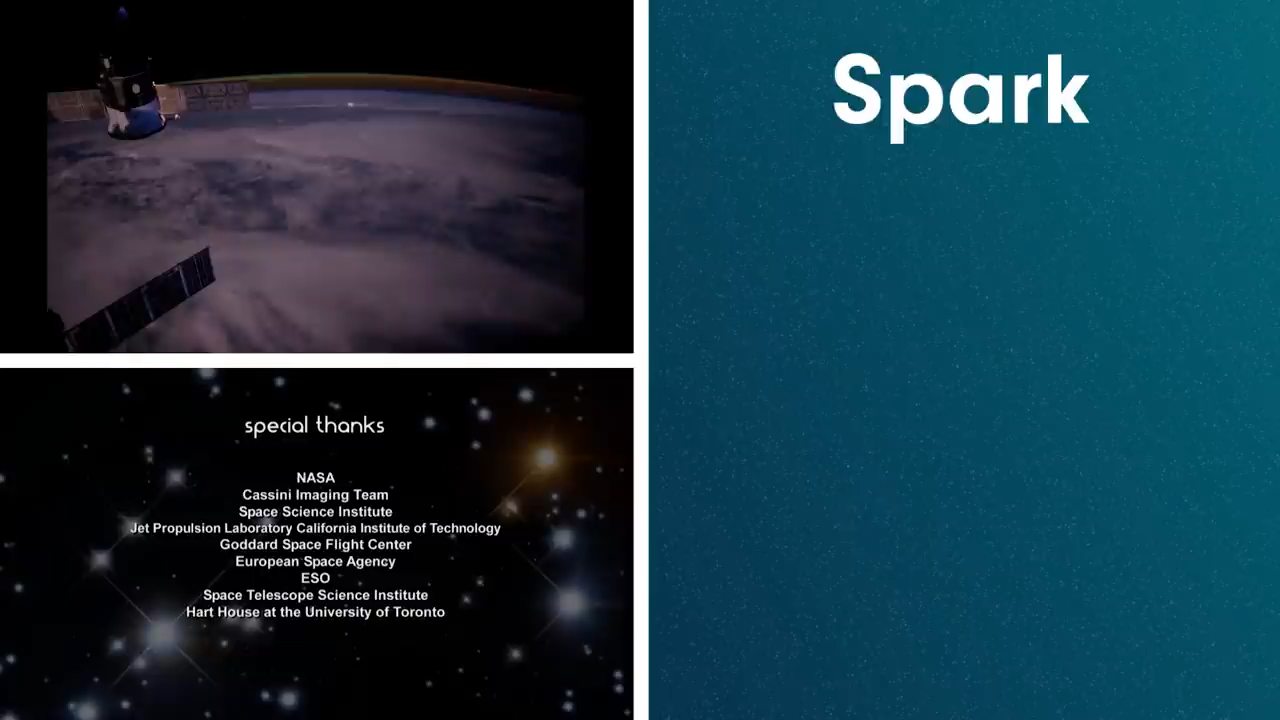 Spark
special thanks
NASA
Cassini Imaging Team
Space Science Institute
Jet Propulsion Laboratory California Institute of Technology
Goddard Space Flight Center
European Space Agency
ESO
Space Telescope Science Institute
Hart House at the University of Toronto